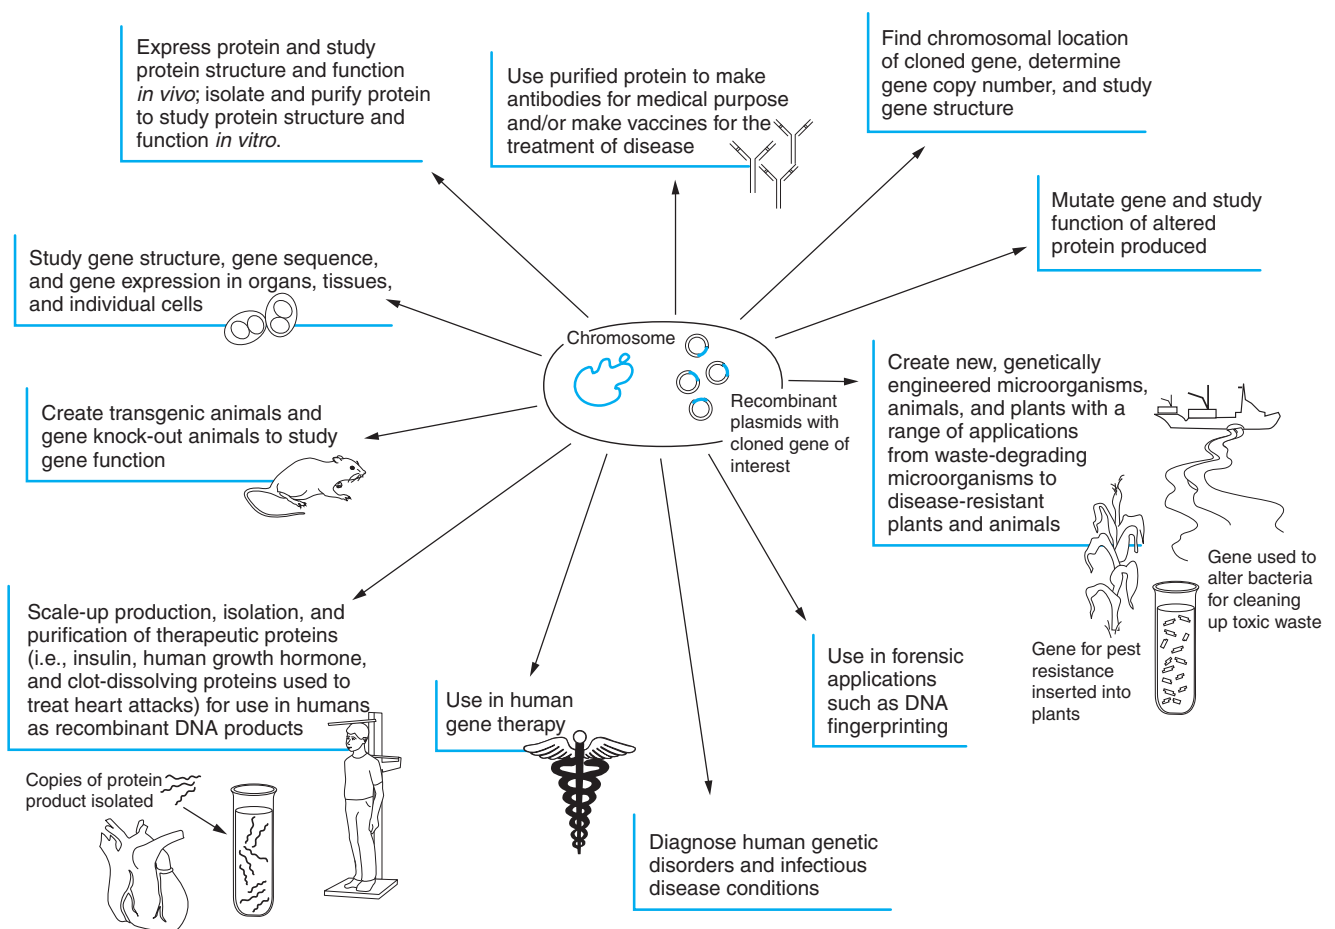 Express protein and study
protein structure and function
in vivo; isolate and purify protein
to study protein structure and
function in vitro.
Use purified protein to make
antibodies for medical purpose
and/or make vaccines for the
treatment of disease
Find chromosomal location
of cloned gene, determine
gene copy number, and study
gene structure
Mutate gene and study
function of altered
protein produced
Study gene structure, gene sequence,
and gene expression in organs, tissues,
and individual cells
Chromosome
Recombinant
plasmids with
cloned gene of
interest
Create new, genetically
engineered microorganisms,
animals, and plants with a
range of applications
from waste-degrading
microorganisms to
disease-resistant
plants and animals
Create transgenic animals and
gene knock-out animals to study
gene function
Gene used to
alter bacteria
for cleaning
up toxic waste
Gene for pest
resistance
inserted into
plants
Scale-up production, isolation, and
purification of therapeutic proteins
(i.e., insulin, human growth hormone,
and clot-dissolving proteins used to
treat heart attacks) for use in humans
as recombinant DNA products
Copies of protein
product isolated
Use in human
gene therapy
Use in forensic
applications
such as DNA
fingerprinting
Diagnose human genetic
disorders and infectious
disease conditions